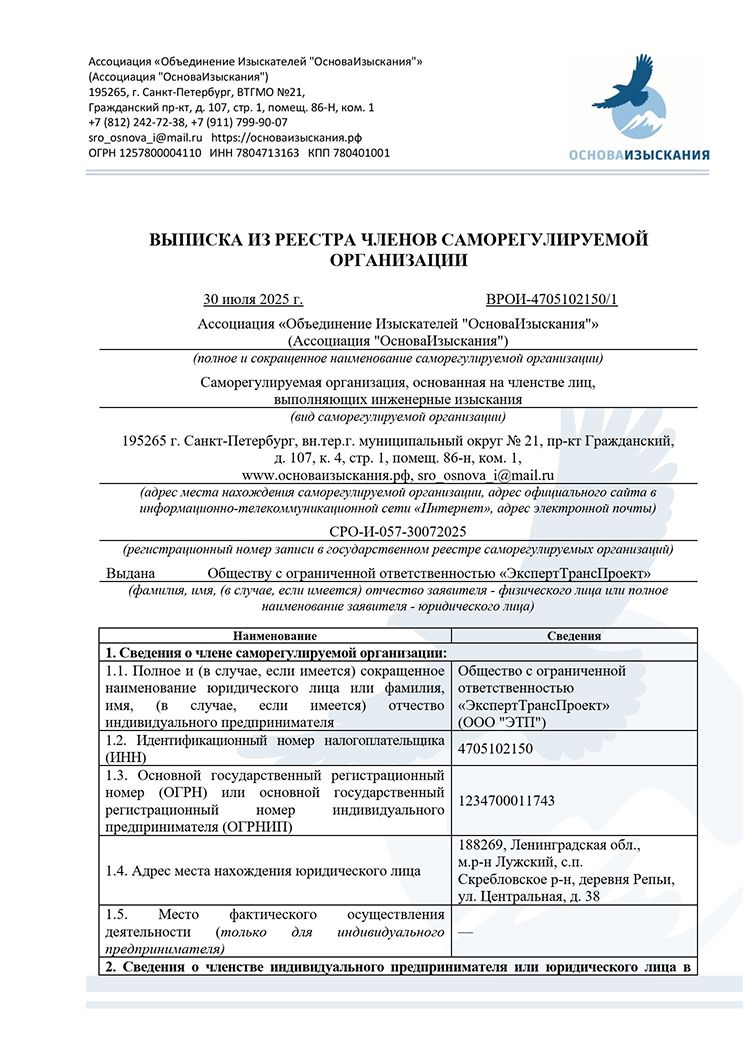 Ассоциация «Объединение Изыскателей "ОсноваИзыскания"»
(Ассоциация "ОсноваИзыскания")
195265, г. Санкт-Петербург, ВТГМО №21,
Гражданский пр-кт, д. 107, стр. 1, помещ. 86-Н, ком. 1
+7 (812) 242-72-38, +7 (911) 799-90-07
sro_osnova_i@mail.ru https://основаизыскания.рф
ОГРН 1257800004110 ИНН 7804713163 КПП 780401001
ОСНОВАИЗЫСКАНИЯ
ВЫПИСКА ИЗ РЕЕСТРА ЧЛЕНОВ САМОРЕГУЛИРУЕМОЙ
ОРГАНИЗАЦИИ
30 июля 2025 г. ВРОИ-4705102150/1
Ассоциация «Объединение Изыскателей "ОсноваИзыскания"»
(Ассоциация "ОсноваИзыскания")
(полное и сокращенное наименование саморегулируемой организации)
Саморегулируемая организация, основанная на членстве лиц,
выполняющих инженерные изыскания
(вид саморегулируемой организации)
195265 г. Санкт-Петербург, вн.тер.г. муниципальный округ № 21, пр-кт Гражданский,
д. 107, к. 4, стр. 1, помещ. 86-н, ком. 1,
www.основаизыскания.рф, sro_osnova_i@mail.ru
(адрес места нахождения саморегулируемой организации, адрес официального сайта в
информационно-телекоммуникационной сети «Интернет», адрес электронной почты)
СРО-И-057-30072025
(регистрационный номер записи в государственном реестре саморегулируемых организаций)
Выдана Обществу с ограниченной ответственностью «ЭкспертТрансПроект»
(фамилия, имя, (в случае, если имеется) отчество заявителя - физического лица или полное
наименование заявителя - юридического лица)
Наименование Сведения
1. Сведения о члене саморегулируемой организации:
1.1. Полное и (в случае, если имеется) сокращенное
наименование юридического лица или фамилия,
имя, (в случае, если имеется) отчество
индивидуального предпринимателя
Общество с ограниченной
ответственностью
«ЭкспертТрансПроект»
(ООО "ЭТП")
1.2. Идентификационный номер налогоплательщика
(ИНН)
4705102150
1.3. Основной государственный регистрационный
номер (ОГРН) или основной государственный
регистрационный номер индивидуального
предпринимателя (ОГРНИП)
1234700011743
1.4. Адрес места нахождения юридического лица
188269, Ленинградская обл.,
м.р-н Лужский, с.п.
Скребловское р-н, деревня Репьи,
ул. Центральная, д. 38
1.5. Место фактического осуществления
деятельности (только для индивидуального
предпринимателя)
—
2. Сведения о членстве индивидуального предпринимателя или юридического лица в